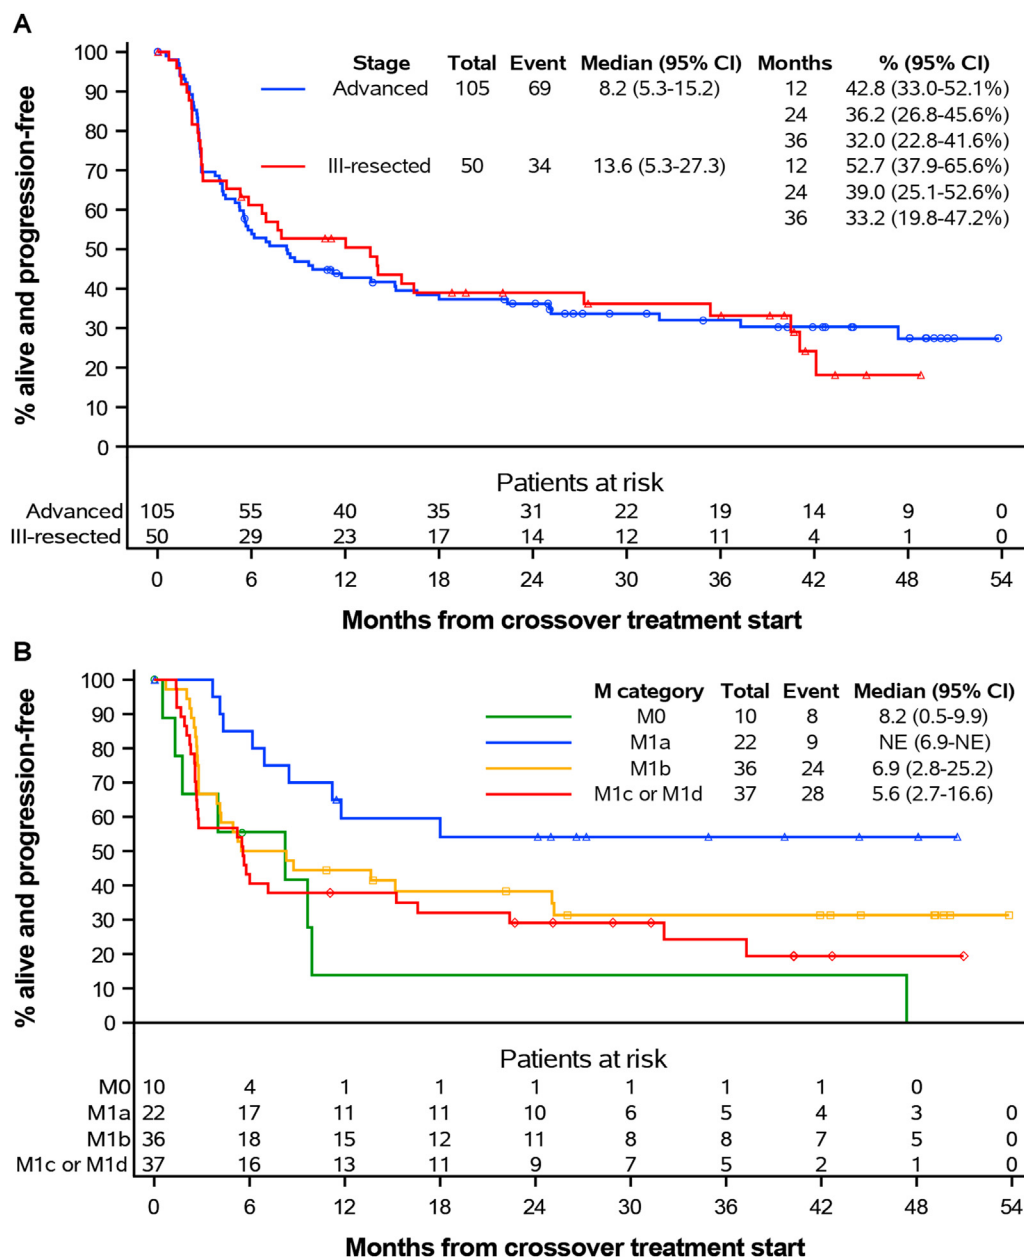 A
% alive and progression-free
100
90
80
70
60
50
40
30
20
10
0
Stage Total Event Median (95% CI) Months % (95% CI)
Advanced 105 69 8.2 (5.3-15.2) 12 42.8 (33.0-52.1%)
24 36.2 (26.8-45.6%)
36 32.0 (22.8-41.6%)
III-resected 50 34 13.6 (5.3-27.3) 12 52.7 (37.9-65.6%)
24 39.0 (25.1-52.6%)
36 33.2 (19.8-47.2%)
Patients at risk
Advanced 105 55 40 35 31 22 19 14 9 0
III-resected 50 29 23 17 14 12 11 4 1 0
0 6 12 18 24 30 36 42 48 54
Months from crossover treatment start
B
% alive and progression-free
100
90
80
70
60
50
40
30
20
10
0
M category Total Event Median (95% CI)
M0 10 8 8.2 (0.5-9.9)
M1a 22 9 NE (6.9-NE)
M1b 36 24 6.9 (2.8-25.2)
M1c or M1d 37 28 5.6 (2.7-16.6)
Patients at risk
M0 10 4 1 1 1 1 1 1 0
M1a 22 17 11 11 10 6 5 4 3 0
M1b 36 18 15 12 11 8 8 7 5 0
M1c or M1d 37 16 13 11 9 7 5 2 1 0
0 6 12 18 24 30 36 42 48 54
Months from crossover treatment start